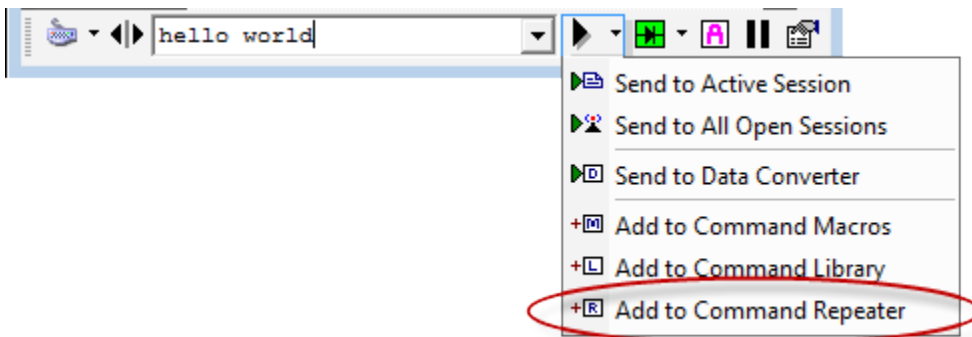 hello world
A
Send to Active Session
Send to All Open Sessions
D Send to Data Converter
+M Add to Command Macros
+L Add to Command Library
+R Add to Command Repeater